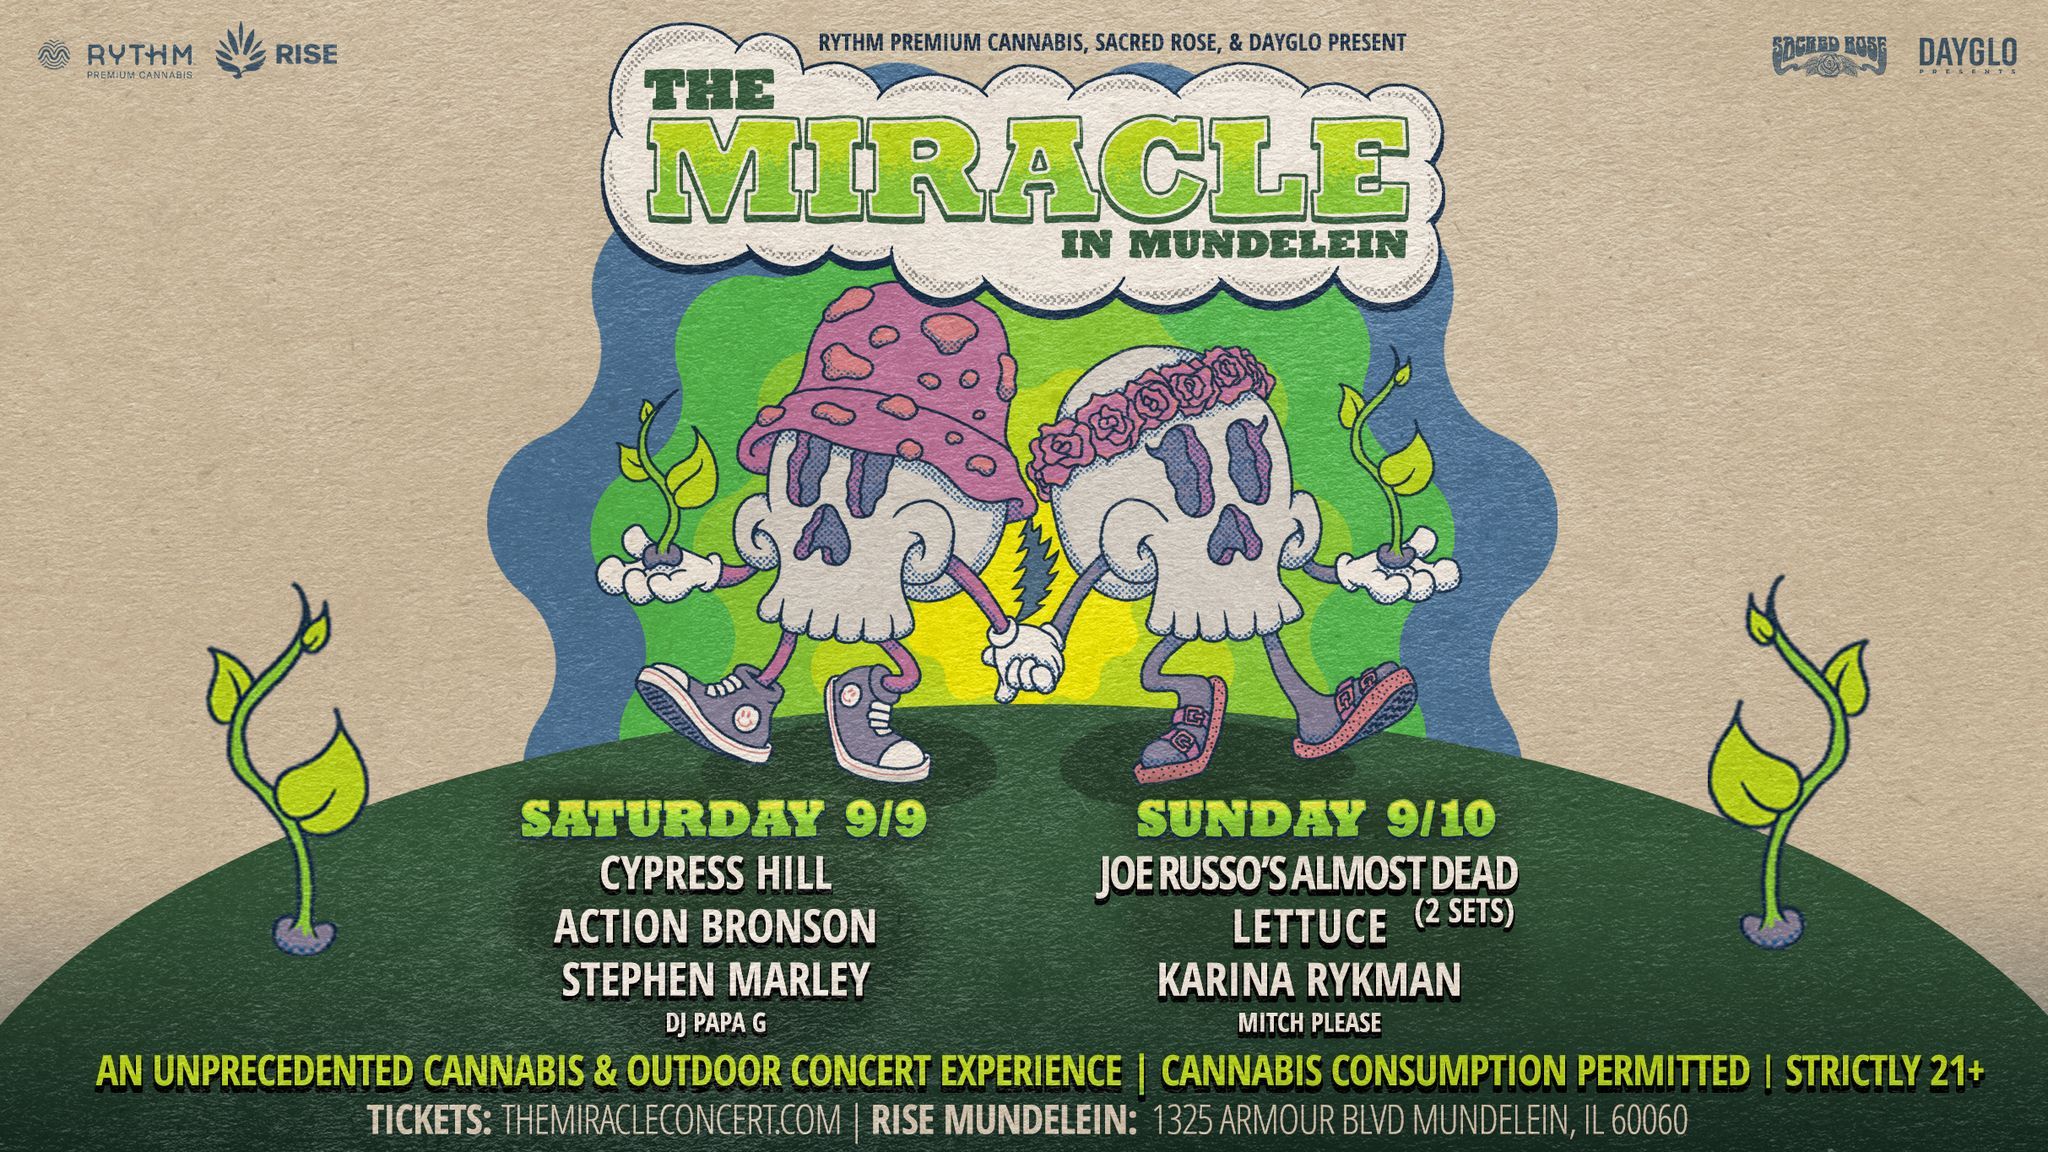 RYTHM
PREMIUM CANNABIS
RISE
RYTHM PREMIUM CANNABIS, SACRED ROSE, & DAYGLO PRESENT
SACRED ROSE
DAYGLO
PRESENTS
THE
MIRACLE
IN MUNDELEIN
SATURDAY 9/9
CYPRESS HILL
ACTION BRONSON
STEPHEN MARLEY
DJ PAPA G
SUNDAY 9/10
JOE RUSSO'S ALMOST DEAD
(2 SETS)
LETTUCE
KARINA RYKMAN
MITCH PLEASE
AN UNPRECEDENTED CANNABIS & OUTDOOR CONCERT EXPERIENCE | CANNABIS CONSUMPTION PERMITTED | STRICTLY 21+
TICKETS: THEMIRACLECONCERT.COM | RISE MUNDELEIN: 1325 ARMOUR BLVD MUNDELEIN, IL 60060